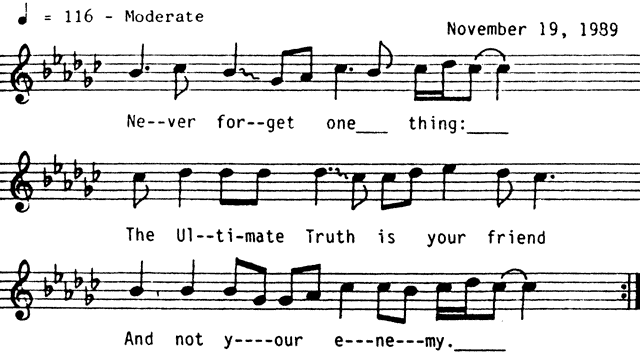 ♩ = 116 - Moderate
November 19, 1989
Ne--ver for--get one___ thing:____
The Ul--ti-mate Truth is your friend
And not y----our e---ne---my._____